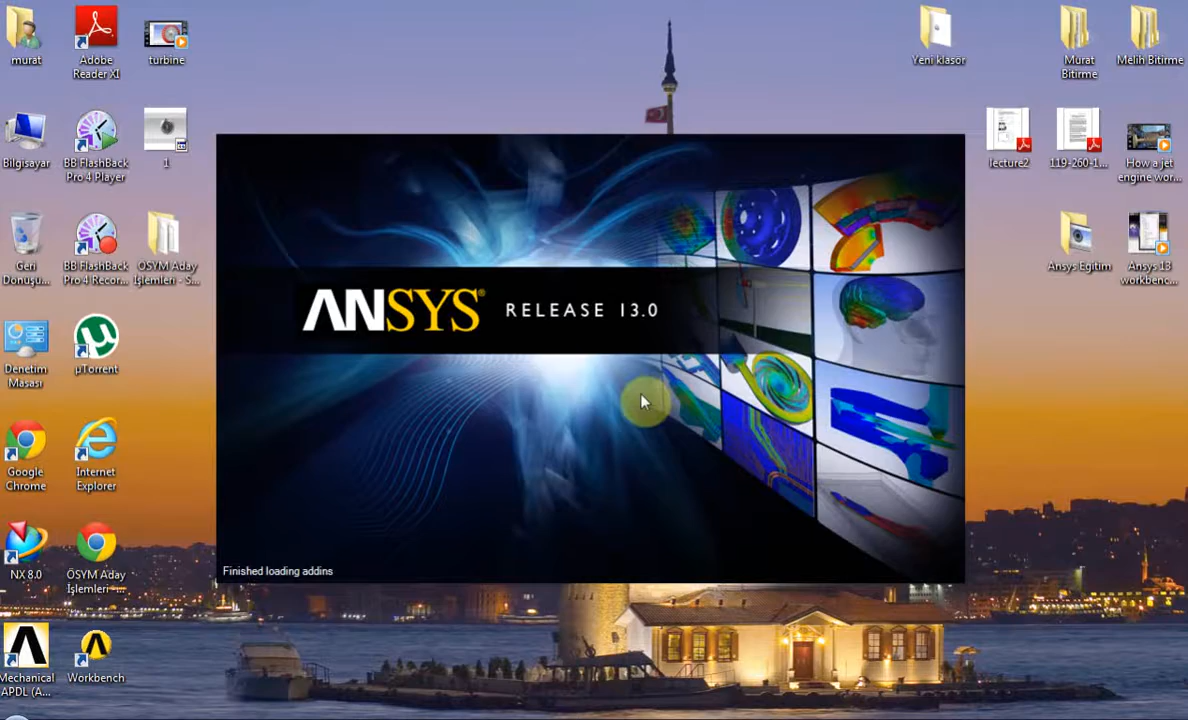 murat
Adobe
Reader XI
turbine
Yeni klasör
Murat
Bitirme
Melih Bitirme
Bilgisayar
BB FlashBack
Pro 4 Player
1
lecture2
119-260-1...
How a jet
engine wor...
ANSYS® RELEASE 13.0
Geri
Dönüşü...
BB FlashBack
Pro 4 Recor...
ÖSYM Aday
İşlemleri - S...
Ansys Egitim
Ansys 13
workbenc...
Denetim
Masası
µTorrent
Google
Chrome
Internet
Explorer
Finished loading addins
NX 8.0
ÖSYM Aday
İşlemleri -...
Mechanical
APDL (A...
Workbench